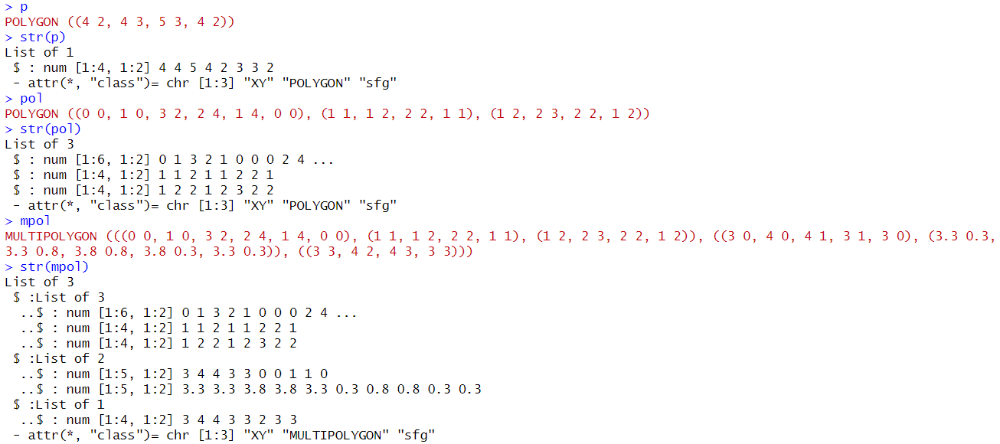 > p
POLYGON ((4 2, 4 3, 5 3, 4 2))
> str(p)
List of 1
 $ : num [1:4, 1:2] 4 4 5 4 2 3 3 2
 - attr(*, "class")= chr [1:3] "XY" "POLYGON" "sfg"
> pol
POLYGON ((0 0, 1 0, 3 2, 2 4, 1 4, 0 0), (1 1, 1 2, 2 2, 1 1), (1 2, 2 3, 2 2, 1 2))
> str(pol)
List of 3
 $ : num [1:6, 1:2] 0 1 3 2 1 0 0 0 2 4 ...
 $ : num [1:4, 1:2] 1 1 2 1 1 2 2 1
 $ : num [1:4, 1:2] 1 2 2 1 2 3 2 2
 - attr(*, "class")= chr [1:3] "XY" "POLYGON" "sfg"
> mpol
MULTIPOLYGON (((0 0, 1 0, 3 2, 2 4, 1 4, 0 0), (1 1, 1 2, 2 2, 1 1), (1 2, 2 3, 2 2, 1 2)), ((3 0, 4 0, 4 1, 3 1, 3 0), (3.3 0.3,
3.3 0.8, 3.8 0.8, 3.8 0.3, 3.3 0.3)), ((3 3, 4 2, 4 3, 3 3)))
> str(mpol)
List of 3
 $ :List of 3
  ..$ : num [1:6, 1:2] 0 1 3 2 1 0 0 0 2 4 ...
  ..$ : num [1:4, 1:2] 1 1 2 1 1 2 2 1
  ..$ : num [1:4, 1:2] 1 2 2 1 2 3 2 2
 $ :List of 2
  ..$ : num [1:5, 1:2] 3 4 4 3 3 0 0 1 1 0
  ..$ : num [1:5, 1:2] 3.3 3.3 3.8 3.8 3.3 0.3 0.8 0.8 0.3 0.3
 $ :List of 1
  ..$ : num [1:4, 1:2] 3 4 4 3 3 2 3 3
 - attr(*, "class")= chr [1:3] "XY" "MULTIPOLYGON" "sfg"